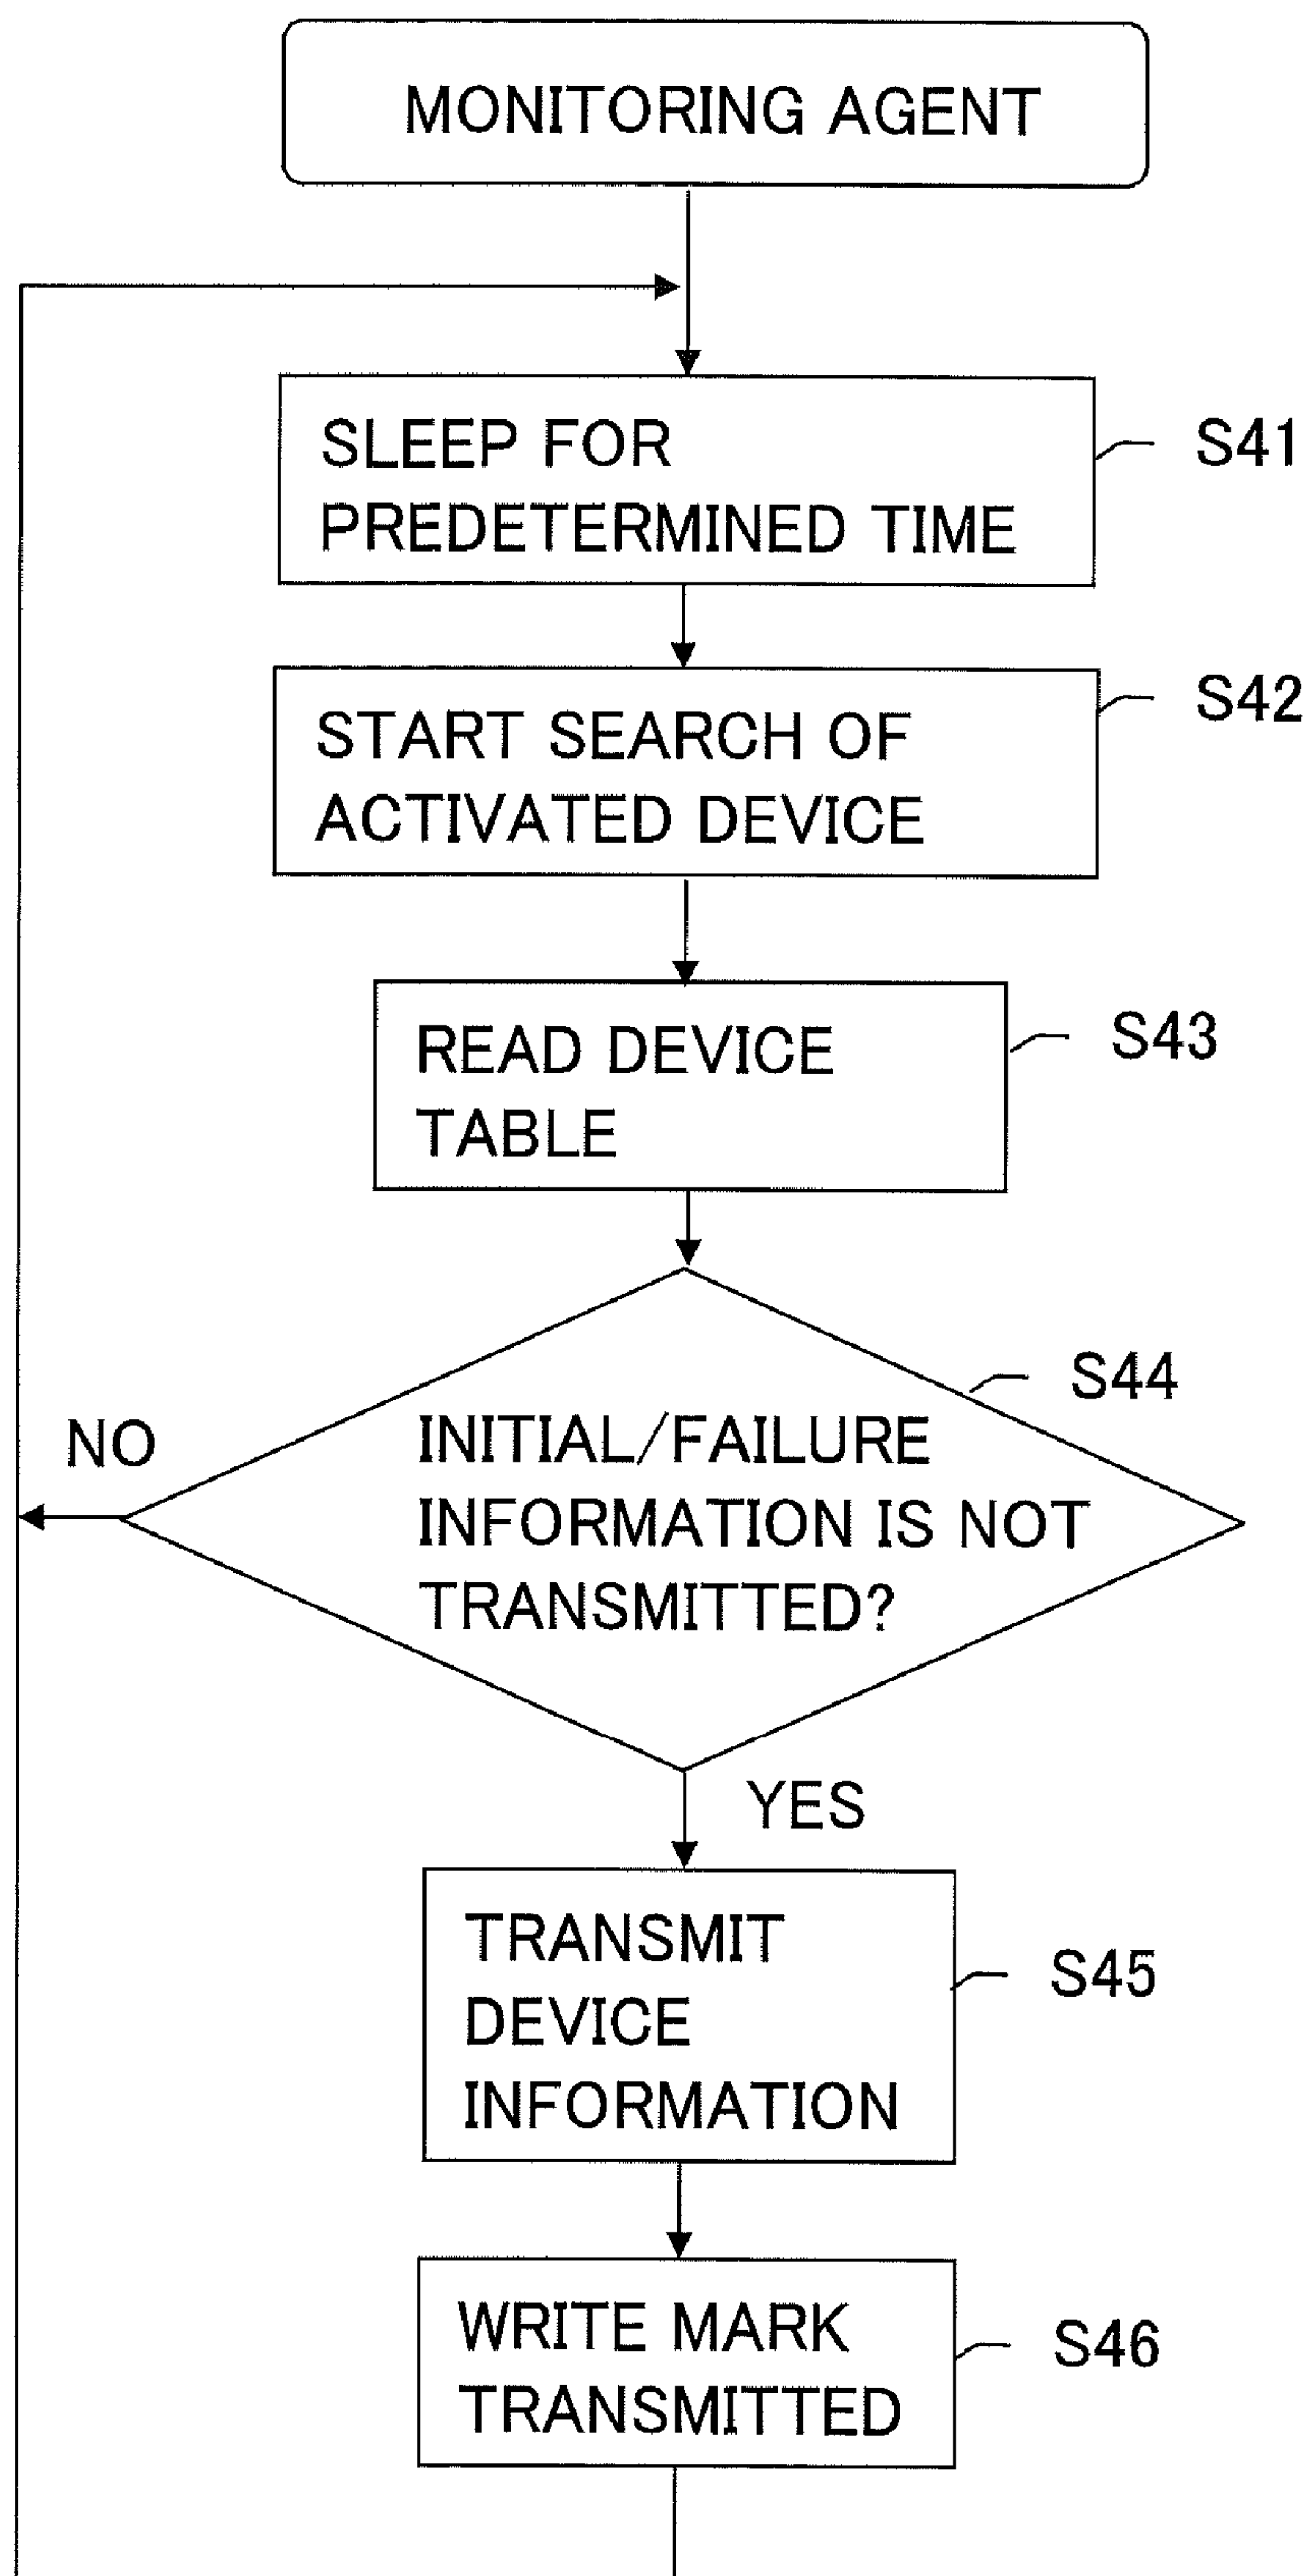 MONITORING AGENT
SLEEP FOR
PREDETERMINED TIME
S41
START SEARCH OF
ACTIVATED DEVICE
S42
READ DEVICE
TABLE
S43
S44
NO
INITIAL/FAILURE
INFORMATION IS NOT
TRANSMITTED?
YES
TRANSMIT
DEVICE
INFORMATION
S45
WRITE MARK
TRANSMITTED
S46